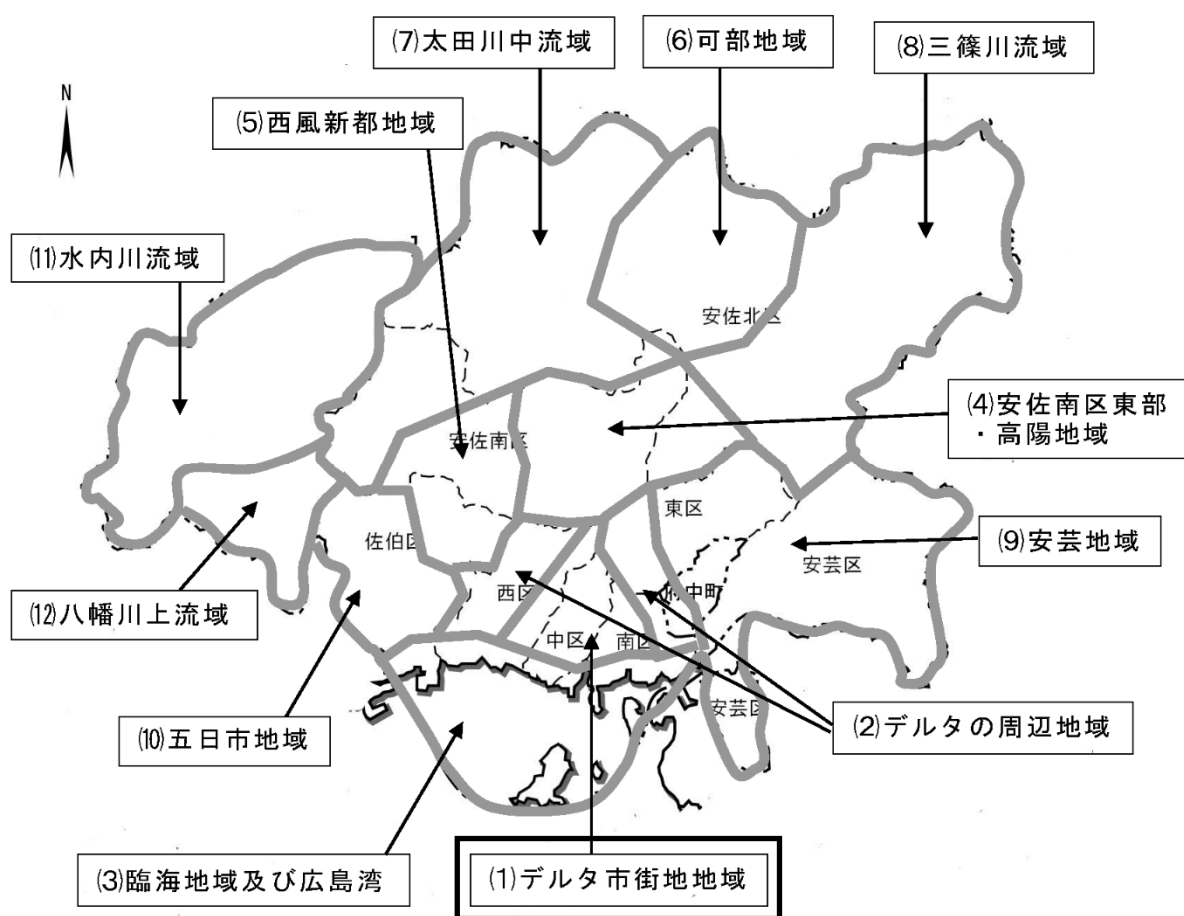 (7)太田川中流域
(6)可部地域
(8)三篠川流域
N
(5)西風新都地域
(11)水内川流域
安佐北区
(4)安佐南区東部
・高陽地域
安佐南区
東区
佐伯区
(9)安芸地域
安芸区
西区
府中町
(12)八幡川上流域
中区
南区
安芸区
(2)デルタの周辺地域
(10)五日市地域
(3)臨海地域及び広島湾
(1)デルタ市街地地域